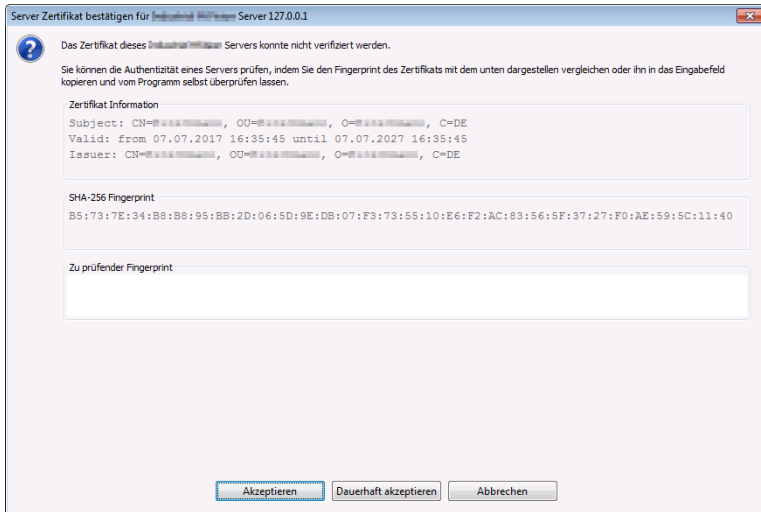 Server Zertifikat bestätigen für Server 127.0.0.1
Das Zertifikat dieses Servers konnte nicht verifiziert werden.
Sie können die Authentizität eines Servers prüfen, indem Sie den Fingerprint des Zertifikats mit dem unten dargestellen vergleichen oder ihn in das Eingabefeld
kopieren und vom Programm selbst überprüfen lassen.
Zertifikat Information
Subject: CN=, OU=, O=, C=DE
Valid: from 07.07.2017 16:35:45 until 07.07.2027 16:35:45
Issuer: CN=, OU=, O=, C=DE
SHA-256 Fingerprint
B5:73:7E:34:B8:B8:95:BB:2D:06:5D:9E:DB:07:F3:73:55:10:E6:F2:AC:83:56:5F:37:27:F0:AE:59:5C:11:40
Zu prüfender Fingerprint
Akzeptieren
Dauerhaft akzeptieren
Abbrechen